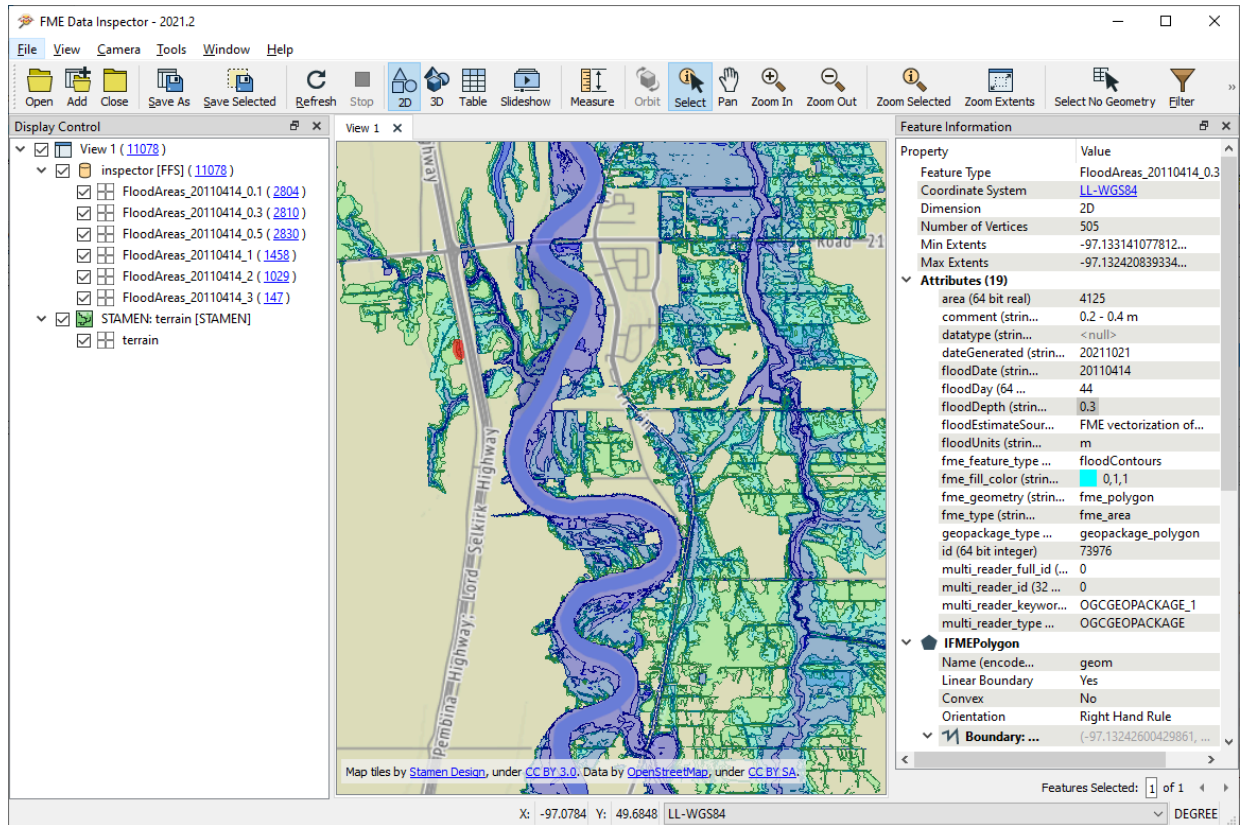 FME Data Inspector - 2021.2
File View Camera Tools Window Help
Open Add Close Save As Save Selected Refresh Stop 2D 3D Table Slideshow Measure Orbit Select Pan Zoom In Zoom Out Zoom Selected Zoom Extents Select No Geometry Filter »
Display Control
View 1 ( 11078 )
inspector [FFS] ( 11078 )
FloodAreas_20110414_0.1 ( 2804 )
FloodAreas_20110414_0.3 ( 2810 )
FloodAreas_20110414_0.5 ( 2830 )
FloodAreas_20110414_1 ( 1458 )
FloodAreas_20110414_2 ( 1029 )
FloodAreas_20110414_3 ( 147 )
STAMEN: terrain [STAMEN]
terrain
View 1
Highway
Road 21
Pembina Highway; Lord Selkirk Highway
Map tiles by Stamen Design, under CC BY 3.0. Data by OpenStreetMap, under CC BY SA.
Feature Information
Property Value
Feature Type FloodAreas_20110414_0.3
Coordinate System LL-WGS84
Dimension 2D
Number of Vertices 505
Min Extents -97.133141077812...
Max Extents -97.132420839334...
Attributes (19)
area (64 bit real) 4125
comment (strin... 0.2 - 0.4 m
datatype (strin... <null>
dateGenerated (strin... 20211021
floodDate (strin... 20110414
floodDay (64 ... 44
floodDepth (strin... 0.3
floodEstimateSour... FME vectorization of...
floodUnits (strin... m
fme_feature_type ... floodContours
fme_fill_color (strin... 0,1,1
fme_geometry (strin... fme_polygon
fme_type (strin... fme_area
geopackage_type ... geopackage_polygon
id (64 bit integer) 73976
multi_reader_full_id (... 0
multi_reader_id (32 ... 0
multi_reader_keywor... OGCGEOPACKAGE_1
multi_reader_type ... OGCGEOPACKAGE
IFMEPolygon
Name (encode... geom
Linear Boundary Yes
Convex No
Orientation Right Hand Rule
Boundary: ... (-97.13242600429861, ...
Features Selected: 1 of 1
X: -97.0784 Y: 49.6848 LL-WGS84 DEGREE